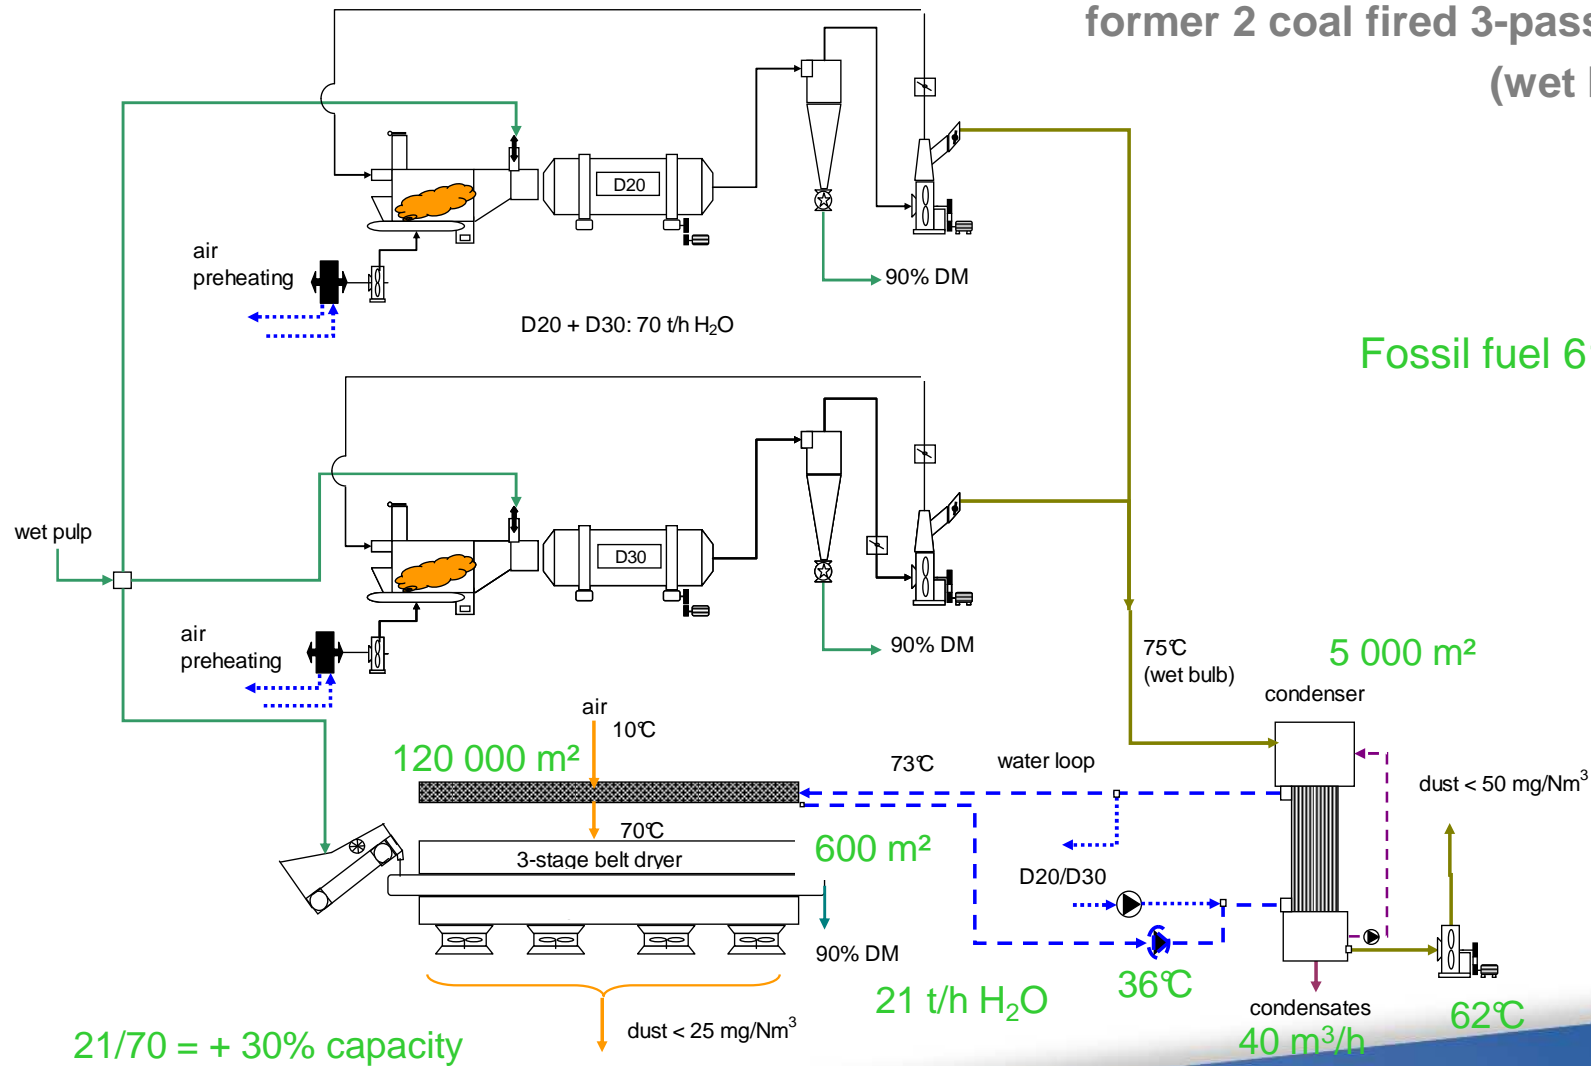 former 2 coal fired 3-pass
(wet
D20
air
preheating
90% DM
D20 + D30: 70 t/h H₂O
Fossil fuel 6
D30
wet pulp
air
preheating
90% DM
75°C
(wet bulb)
5 000 m²
condenser
air
10°C
120 000 m²
73°C
water loop
dust < 50 mg/Nm³
70°C
600 m²
3-stage belt dryer
D20/D30
90% DM
36°C
21 t/h H₂O
condensates
62°C
40 m³/h
dust < 25 mg/Nm³
21/70 = + 30% capacity